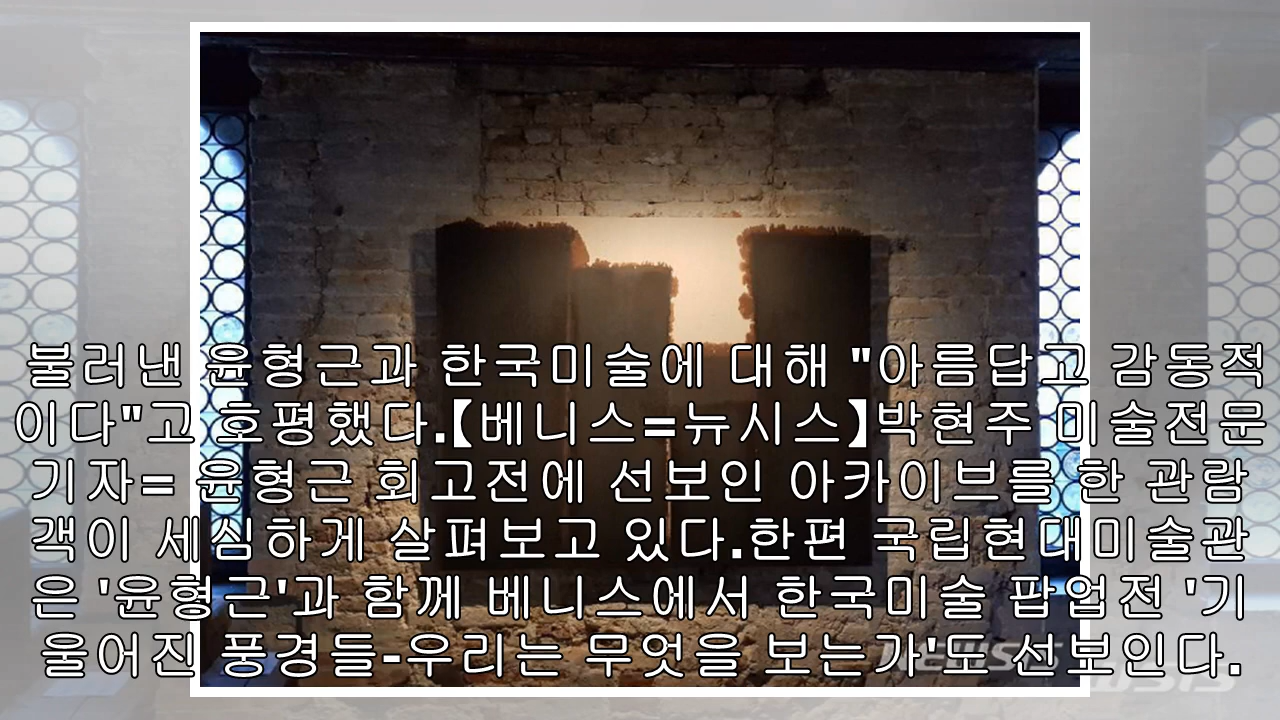 불러낸 윤형근과 한국미술에 대해 "아름답고 감동적
이다"고 호평했다.【베니스=뉴시스】박현주 미술전문
기자= 윤형근 회고전에 선보인 아카이브를 한 관람
객이 세심하게 살펴보고 있다.한편 국립현대미술관
은 '윤형근'과 함께 베니스에서 한국미술 팝업전 '기
울어진 풍경들-우리는 무엇을 보는가'도 선보인다.
NEWSIS